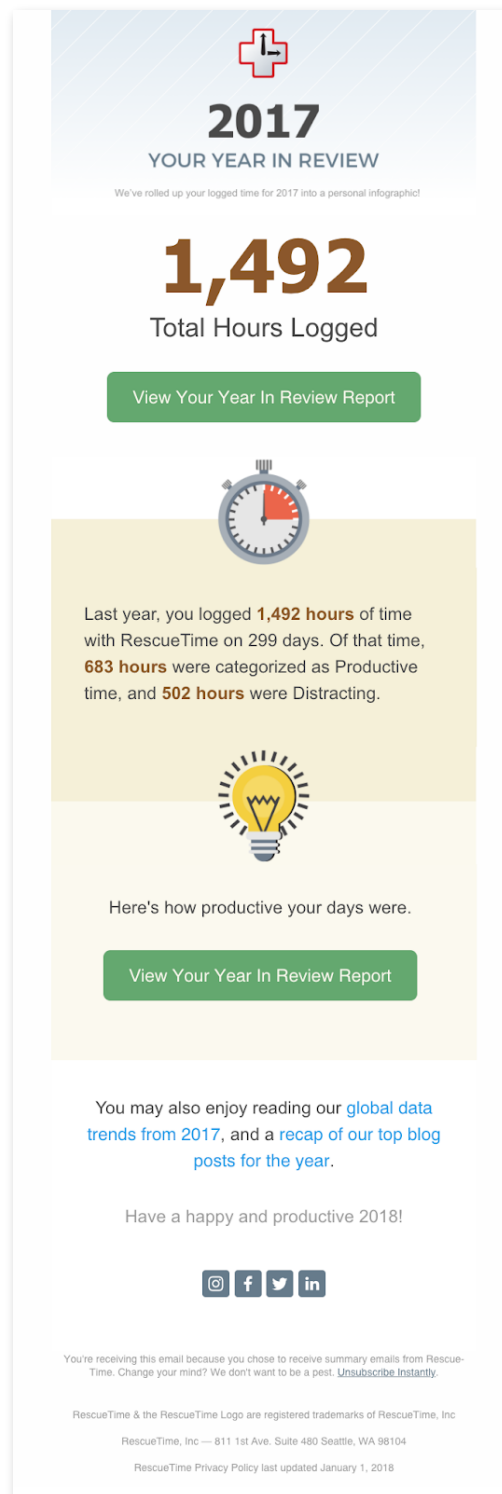 2017
YOUR YEAR IN REVIEW
We've rolled up your logged time for 2017 into a personal infographic!
1,492
Total Hours Logged
View Your Year In Review Report
Last year, you logged 1,492 hours of time
with RescueTime on 299 days. Of that time,
683 hours were categorized as Productive
time, and 502 hours were Distracting.
Here's how productive your days were.
View Your Year In Review Report
You may also enjoy reading our global data
trends from 2017, and a recap of our top blog
posts for the year.
Have a happy and productive 2018!
You're receiving this email because you chose to receive summary emails from Rescue-
Time. Change your mind? We don't want to be a pest. Unsubscribe Instantly.
RescueTime & the RescueTime Logo are registered trademarks of RescueTime, Inc
RescueTime, Inc — 811 1st Ave. Suite 480 Seattle, WA 98104
RescueTime Privacy Policy last updated January 1, 2018